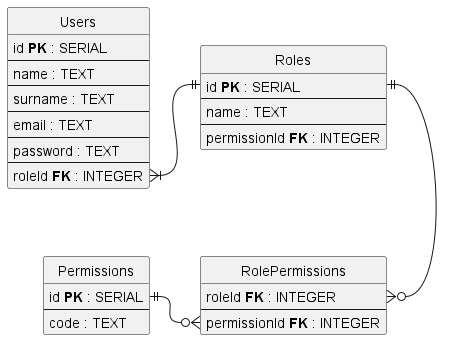 Users
id PK : SERIAL
name : TEXT
surname : TEXT
email : TEXT
password : TEXT
roleId FK : INTEGER
Roles
id PK : SERIAL
name : TEXT
permissionId FK : INTEGER
Permissions
id PK : SERIAL
code : TEXT
RolePermissions
roleId FK : INTEGER
permissionId FK : INTEGER